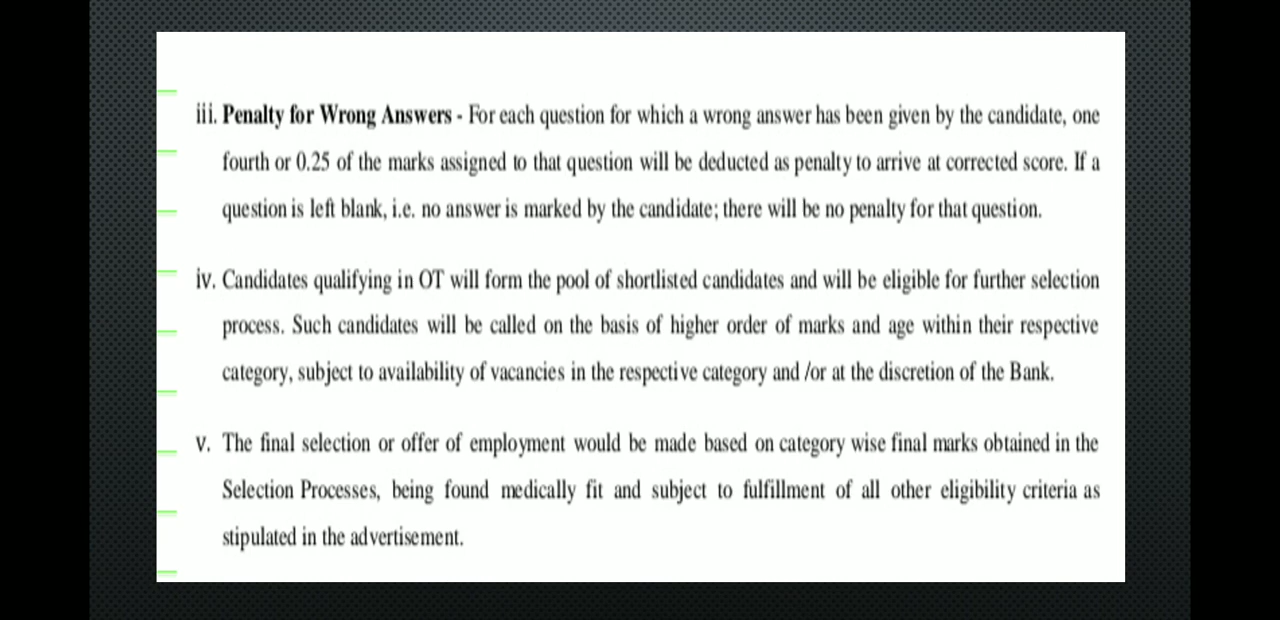 iii. Penalty for Wrong Answers - For each question for which a wrong answer has been given by the candidate, one
fourth or 0.25 of the marks assigned to that question will be deducted as penalty to arrive at corrected score. If a
question is left blank, i.e. no answer is marked by the candidate; there will be no penalty for that question.
iv. Candidates qualifying in OT will form the pool of shortlisted candidates and will be eligible for further selection
process. Such candidates will be called on the basis of higher order of marks and age within their respective
category, subject to availability of vacancies in the respective category and /or at the discretion of the Bank.
v. The final selection or offer of employment would be made based on category wise final marks obtained in the
Selection Processes, being found medically fit and subject to fulfillment of all other eligibility criteria as
stipulated in the advertisement.